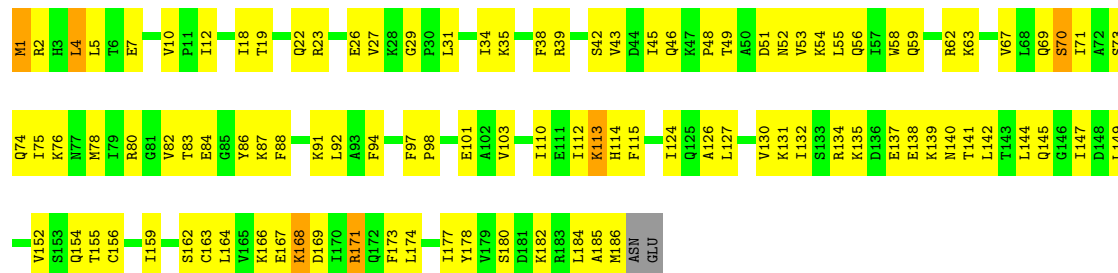 M1 R2 H3 L4 L5 T6 E7 V10 P11 I12 I18 T19 Q22 R23 E26 V27 K28 G29 P30 L31 I34 K35 F38 R39 S42 V43 D44 I45 Q46 K47 P48 T49 A50 D51 N52 V53 K54 L55 Q56 I57 W58 Q59 R62 K63 V67 L68 Q69 S70 I71 A72 S73
Q74 I75 K76 N77 M78 I79 R80 G81 V82 T83 E84 G85 Y86 K87 F88 K91 L92 A93 F94 F97 P98 E101 A102 V103 I110 E111 I112 K113 H114 F115 I124 Q125 A126 L127 V130 K131 I132 S133 R134 K135 D136 E137 E138 K139 N140 T141 L142 T143 L144 Q145 G146 I147 D148 L149
V152 S153 Q154 T155 C156 I159 S162 C163 L164 V165 K166 E167 K168 D169 I170 R171 Q172 F173 L174 I177 Y178 V179 S180 D181 K182 R183 L184 A185 M186 ASN GLU